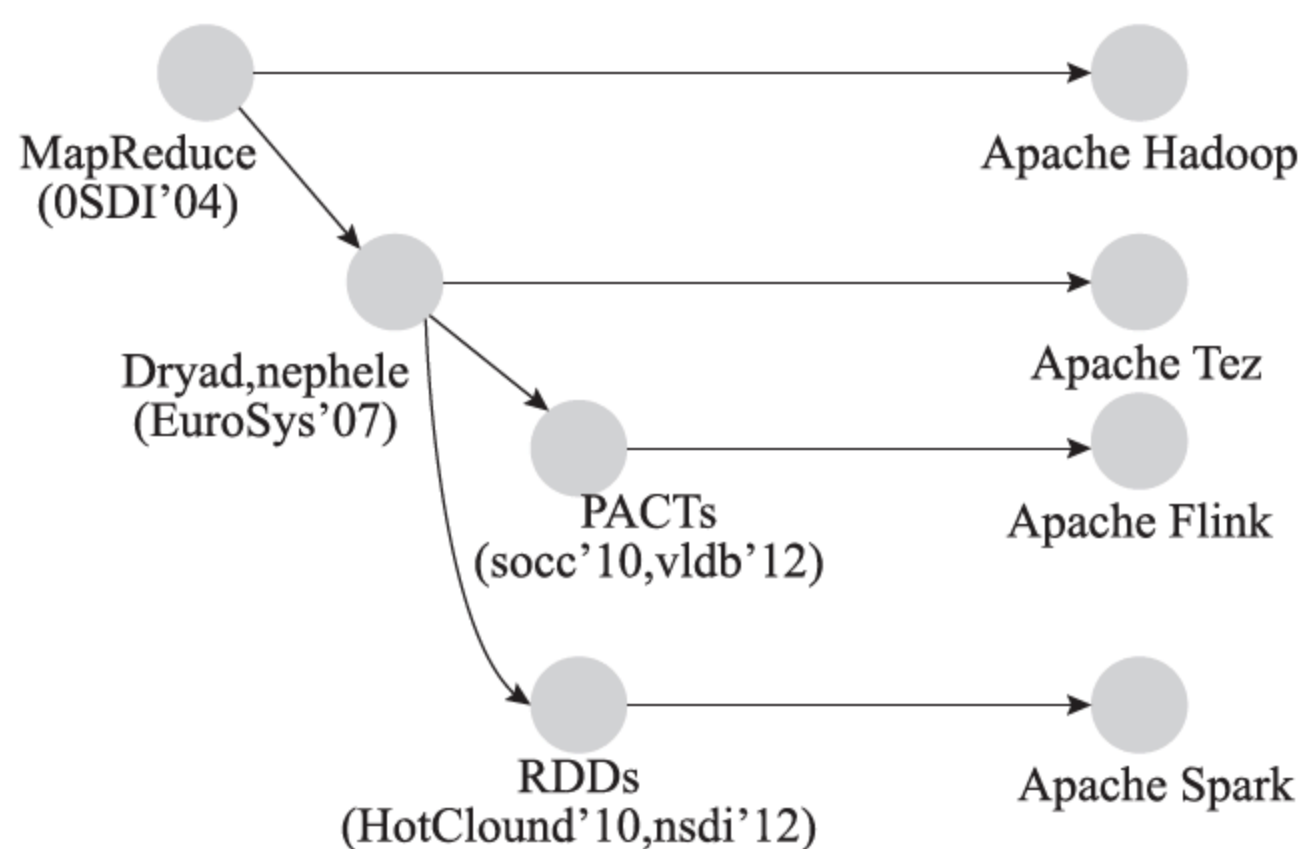 MapReduce
(0SDI’04)
Apache Hadoop
Dryad,nephele
(EuroSys’07)
Apache Tez
PACTs
(socc’10,vldb’12)
Apache Flink
RDDs
(HotClound’10,nsdi’12)
Apache Spark